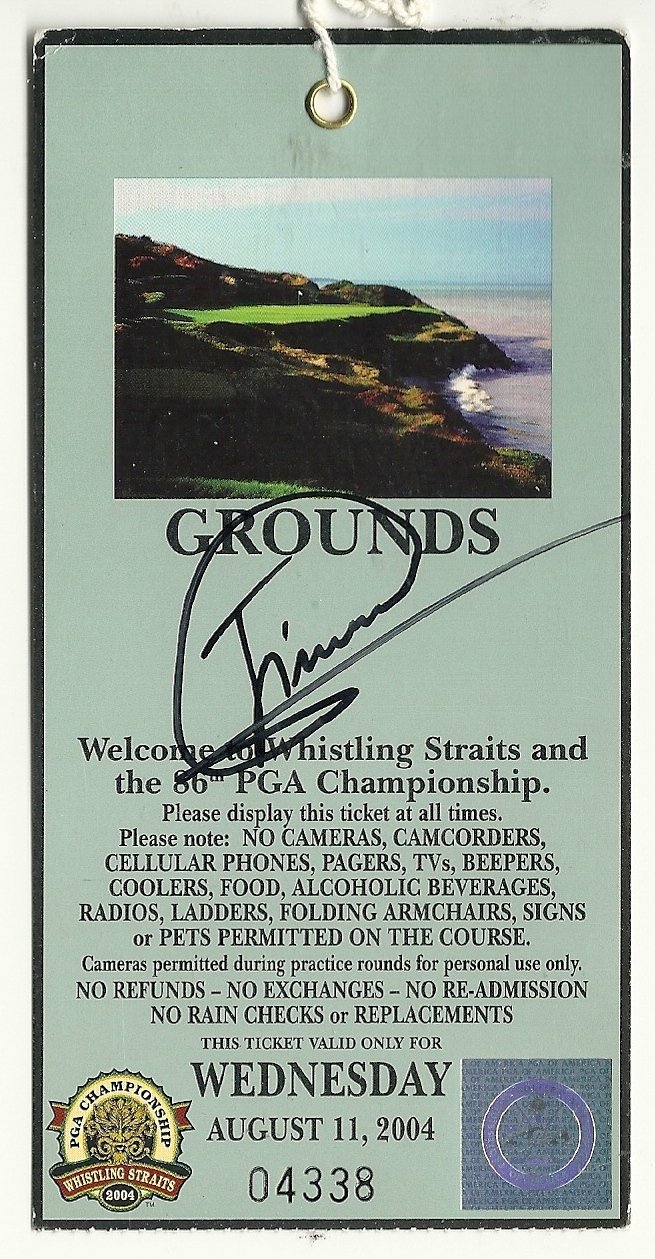 GROUNDS
Welcome to Whistling Straits and
the 86th PGA Championship.
Please display this ticket at all times.
Please note: NO CAMERAS, CAMCORDERS,
CELLULAR PHONES, PAGERS, TVs, BEEPERS,
COOLERS, FOOD, ALCOHOLIC BEVERAGES,
RADIOS, LADDERS, FOLDING ARMCHAIRS, SIGNS
or PETS PERMITTED ON THE COURSE.
Cameras permitted during practice rounds for personal use only.
NO REFUNDS – NO EXCHANGES – NO RE-ADMISSION
NO RAIN CHECKS or REPLACEMENTS
THIS TICKET VALID ONLY FOR
WEDNESDAY
AUGUST 11, 2004
04338
PGA CHAMPIONSHIP
WHISTLING STRAITS
2004
TM